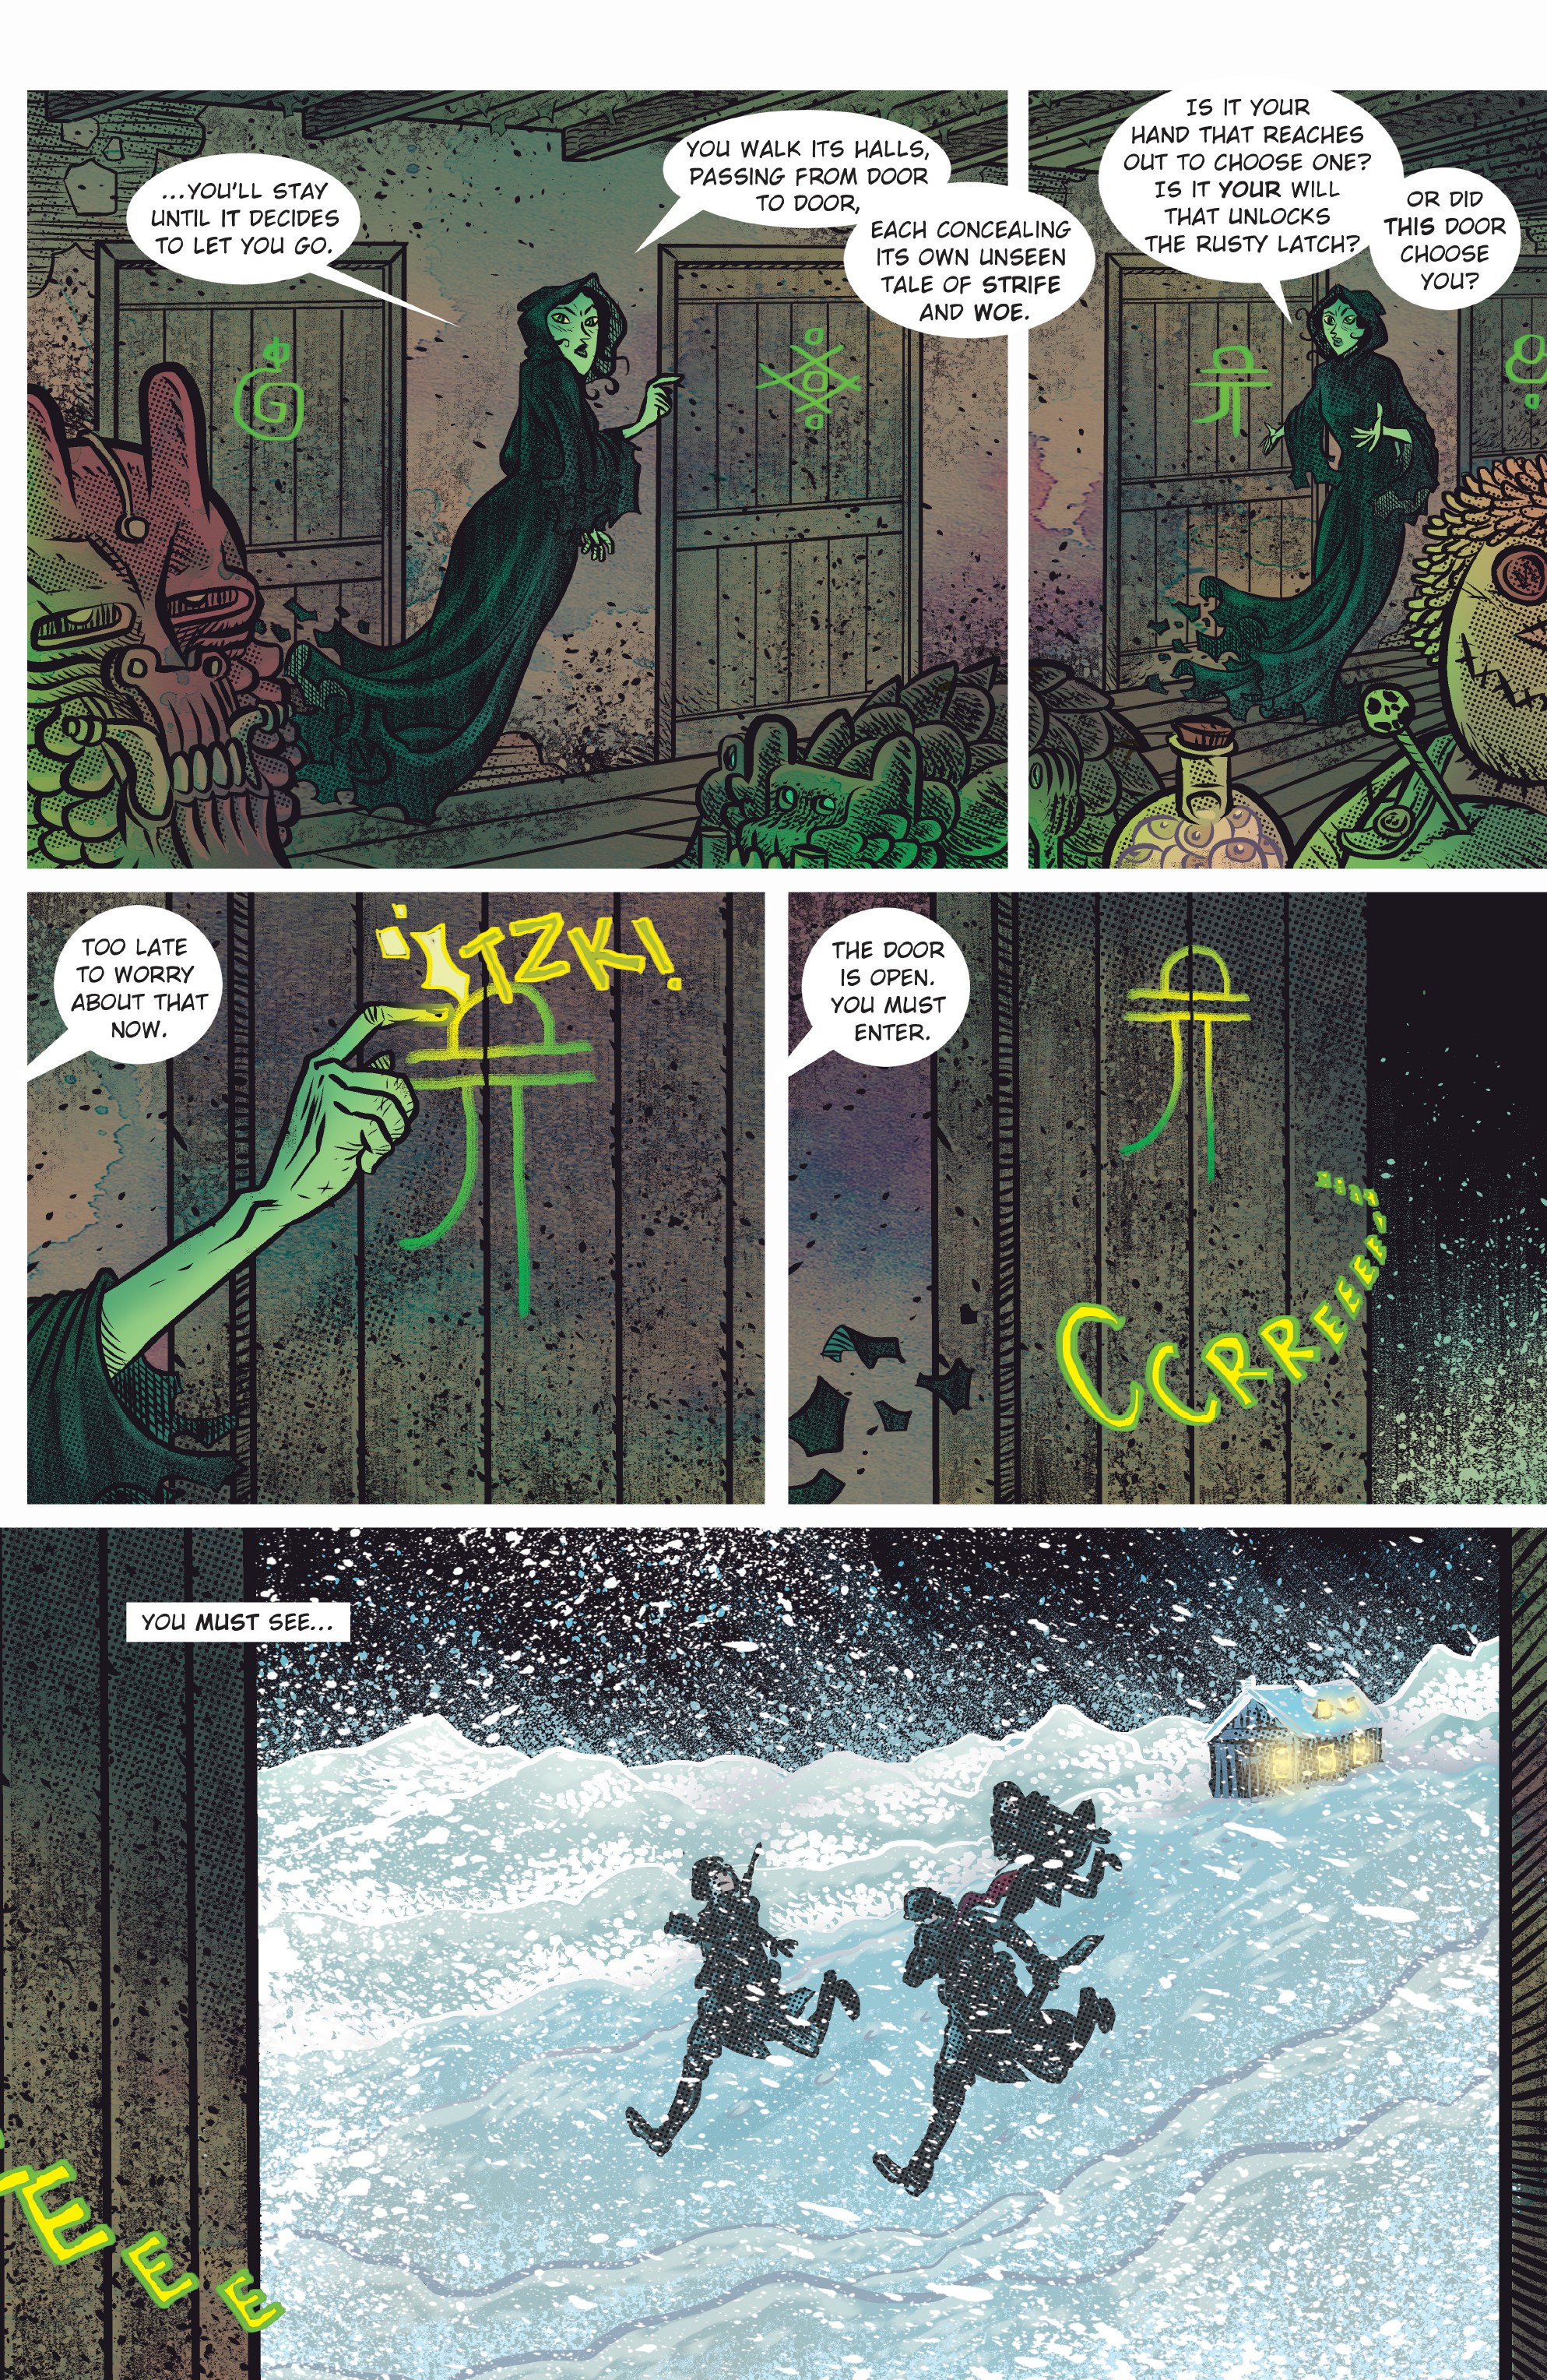 ...YOU'LL STAY
UNTIL IT DECIDES
TO LET YOU GO.
YOU WALK ITS HALLS,
PASSING FROM DOOR
TO DOOR,
EACH CONCEALING
ITS OWN UNSEEN
TALE OF STRIFE
AND WOE.
IS IT YOUR
HAND THAT REACHES
OUT TO CHOOSE ONE?
IS IT YOUR WILL
THAT UNLOCKS
THE RUSTY LATCH?
OR DID
THIS DOOR
CHOOSE
YOU?
TOO LATE
TO WORRY
ABOUT THAT
NOW.
TZK!
THE DOOR
IS OPEN.
YOU MUST
ENTER.
CCRREEEE
YOU MUST SEE...
EEE